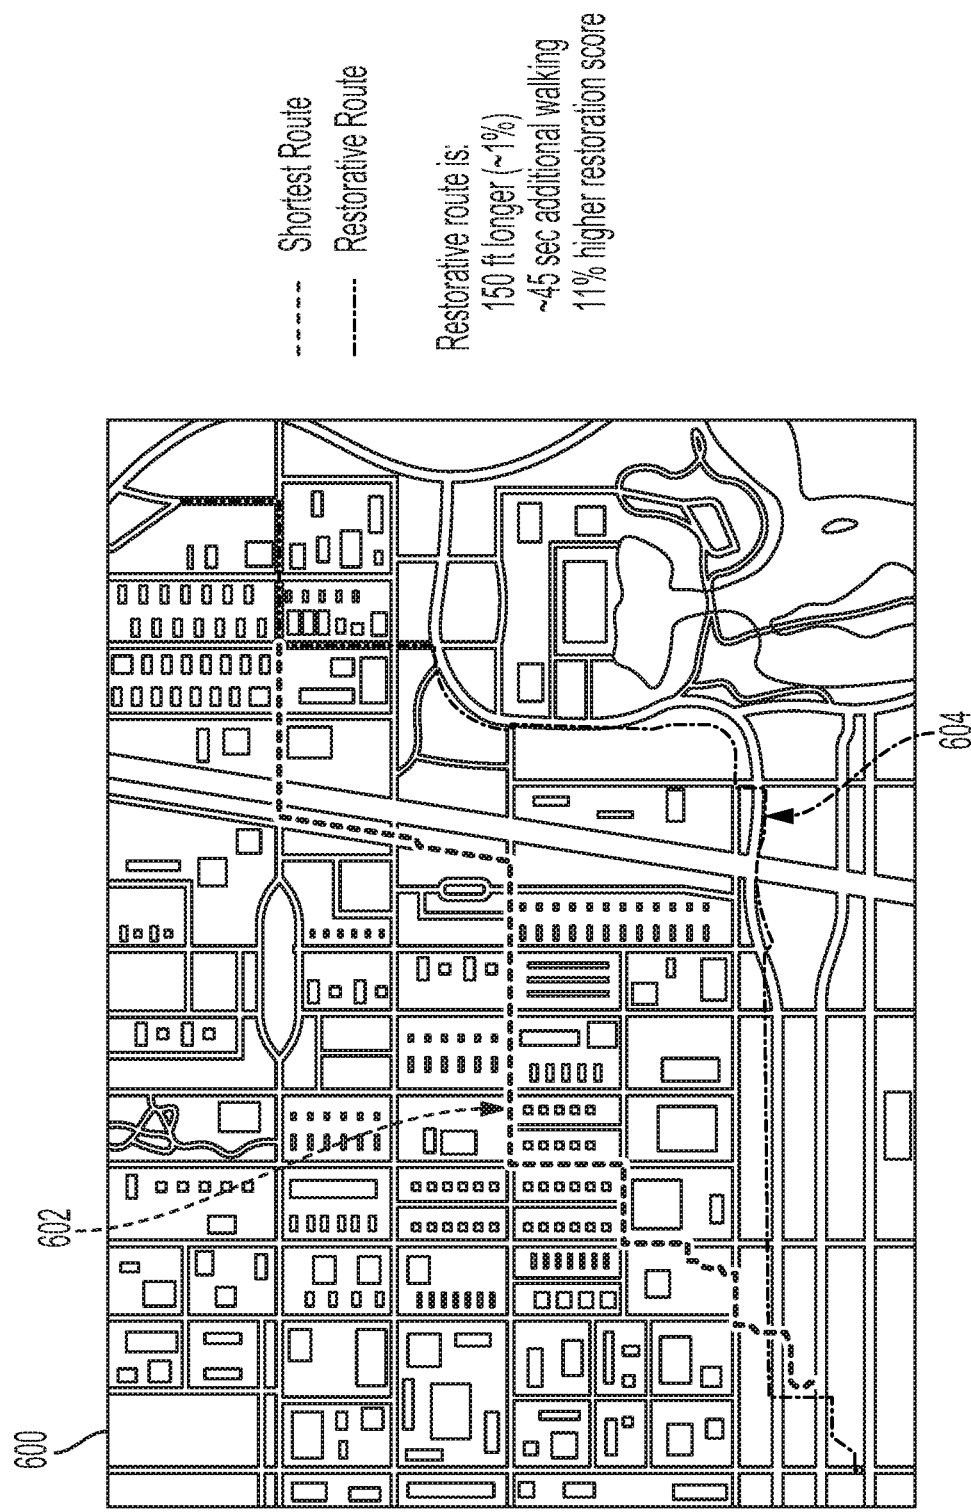 600
602
604
Shortest Route
Restorative Route
Restorative route is:
150 ft longer (~1%)
~45 sec additional walking
11% higher restoration score